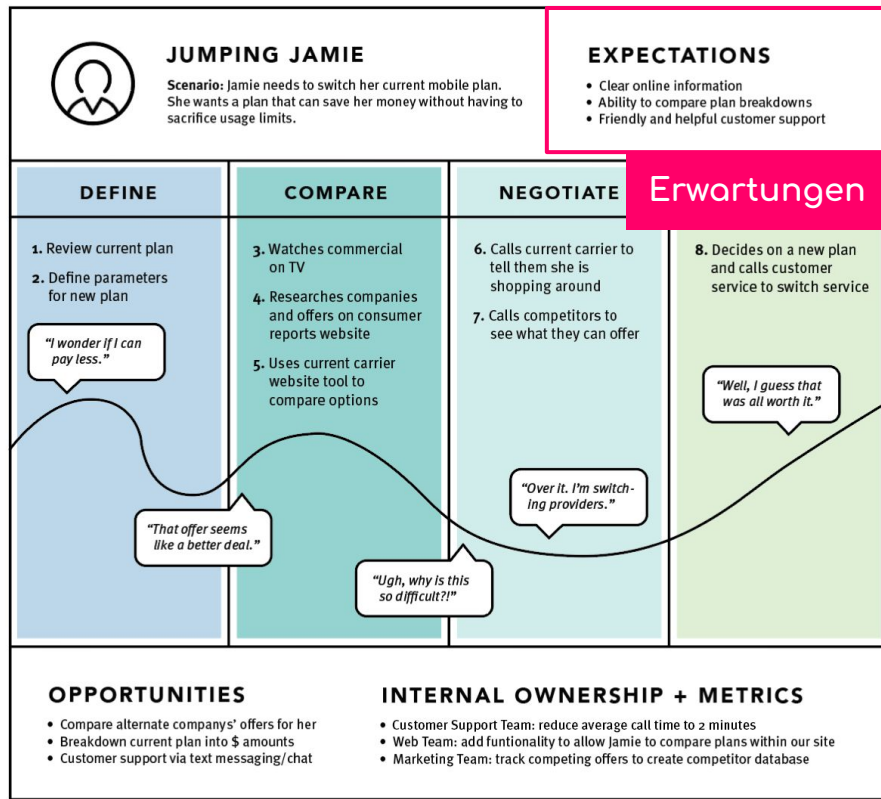 JUMPING JAMIE
Scenario: Jamie needs to switch her current mobile plan.
She wants a plan that can save her money without having to
sacrifice usage limits.
EXPECTATIONS
• Clear online information
• Ability to compare plan breakdowns
• Friendly and helpful customer support
Erwartungen
DEFINE
1. Review current plan
2. Define parameters
for new plan
"I wonder if I can
pay less."
"That offer seems
like a better deal."
COMPARE
3. Watches commercial
on TV
4. Researches companies
and offers on consumer
reports website
5. Uses current carrier
website tool to
compare options
"Ugh, why is this
so difficult?!"
NEGOTIATE
6. Calls current carrier to
tell them she is
shopping around
7. Calls competitors to
see what they can offer
"Over it. I'm switch-
ing providers."
8. Decides on a new plan
and calls customer
service to switch service
"Well, I guess that
was all worth it."
OPPORTUNITIES
• Compare alternate companys' offers for her
• Breakdown current plan into $ amounts
• Customer support via text messaging/chat
INTERNAL OWNERSHIP + METRICS
• Customer Support Team: reduce average call time to 2 minutes
• Web Team: add funtionality to allow Jamie to compare plans within our site
• Marketing Team: track competing offers to create competitor database